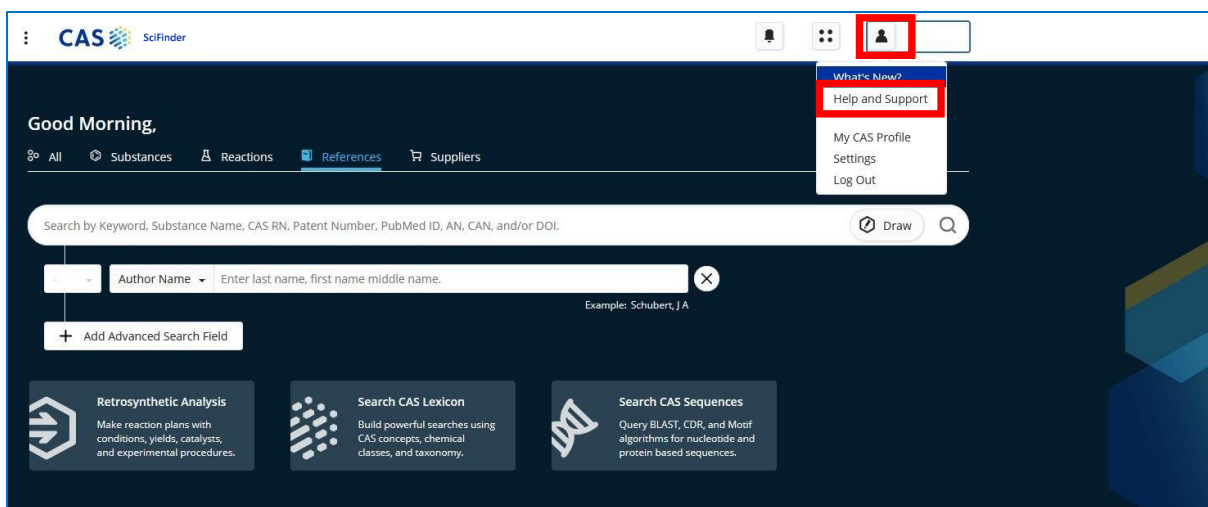 CAS SciFinder
What's New?
Help and Support
My CAS Profile
Settings
Log Out
Good Morning,
All Substances Reactions References Suppliers
Search by Keyword, Substance Name, CAS RN, Patent Number, PubMed ID, AN, CAN, and/or DOI.
Draw
Author Name Enter last name, first name middle name.
Example: Schubert, J A
+ Add Advanced Search Field
Retrosynthetic Analysis
Make reaction plans with
conditions, yields, catalysts,
and experimental procedures.
Search CAS Lexicon
Build powerful searches using
CAS concepts, chemical
classes, and taxonomy.
Search CAS Sequences
Query BLAST, CDR, and Motif
algorithms for nucleotide and
protein based sequences.